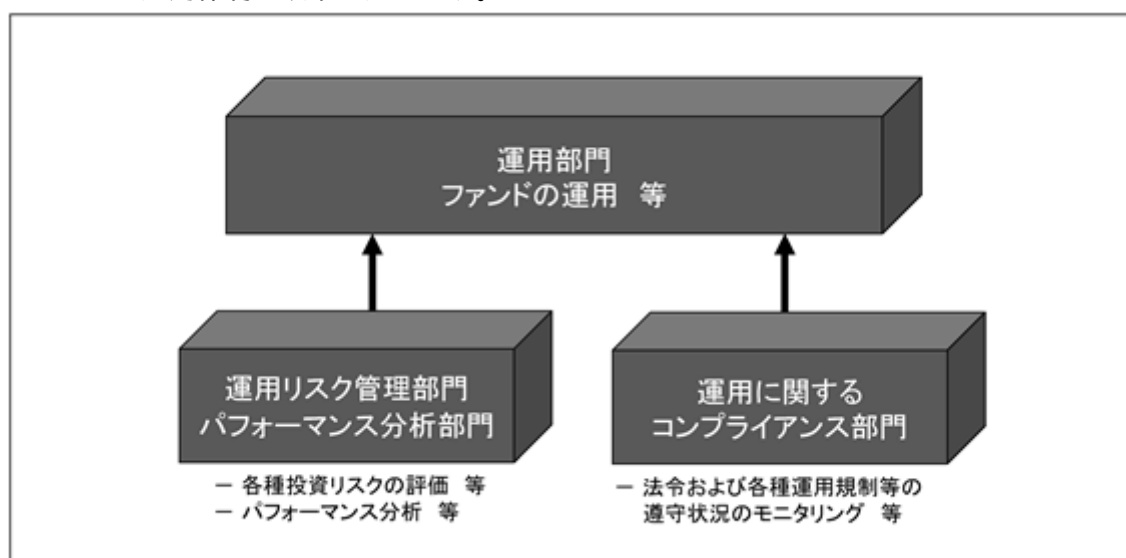 運用部門
ファンドの運用 等
運用リスク管理部門
パフォーマンス分析部門
運用に関する
コンプライアンス部門
－ 各種投資リスクの評価 等
－ パフォーマンス分析 等
－ 法令および各種運用規制等の
遵守状況のモニタリング 等